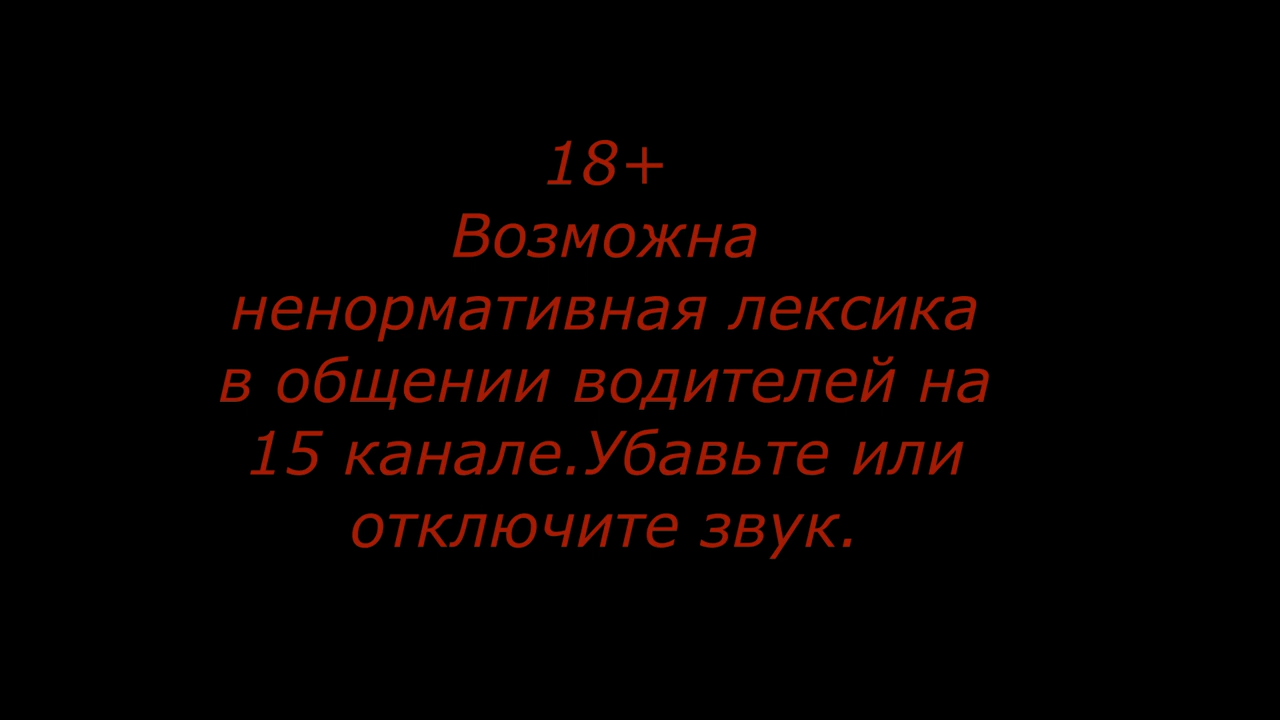 18+
Возможна
ненормативная лексика
в общении водителей на
15 канале.Убавьте или
отключите звук.